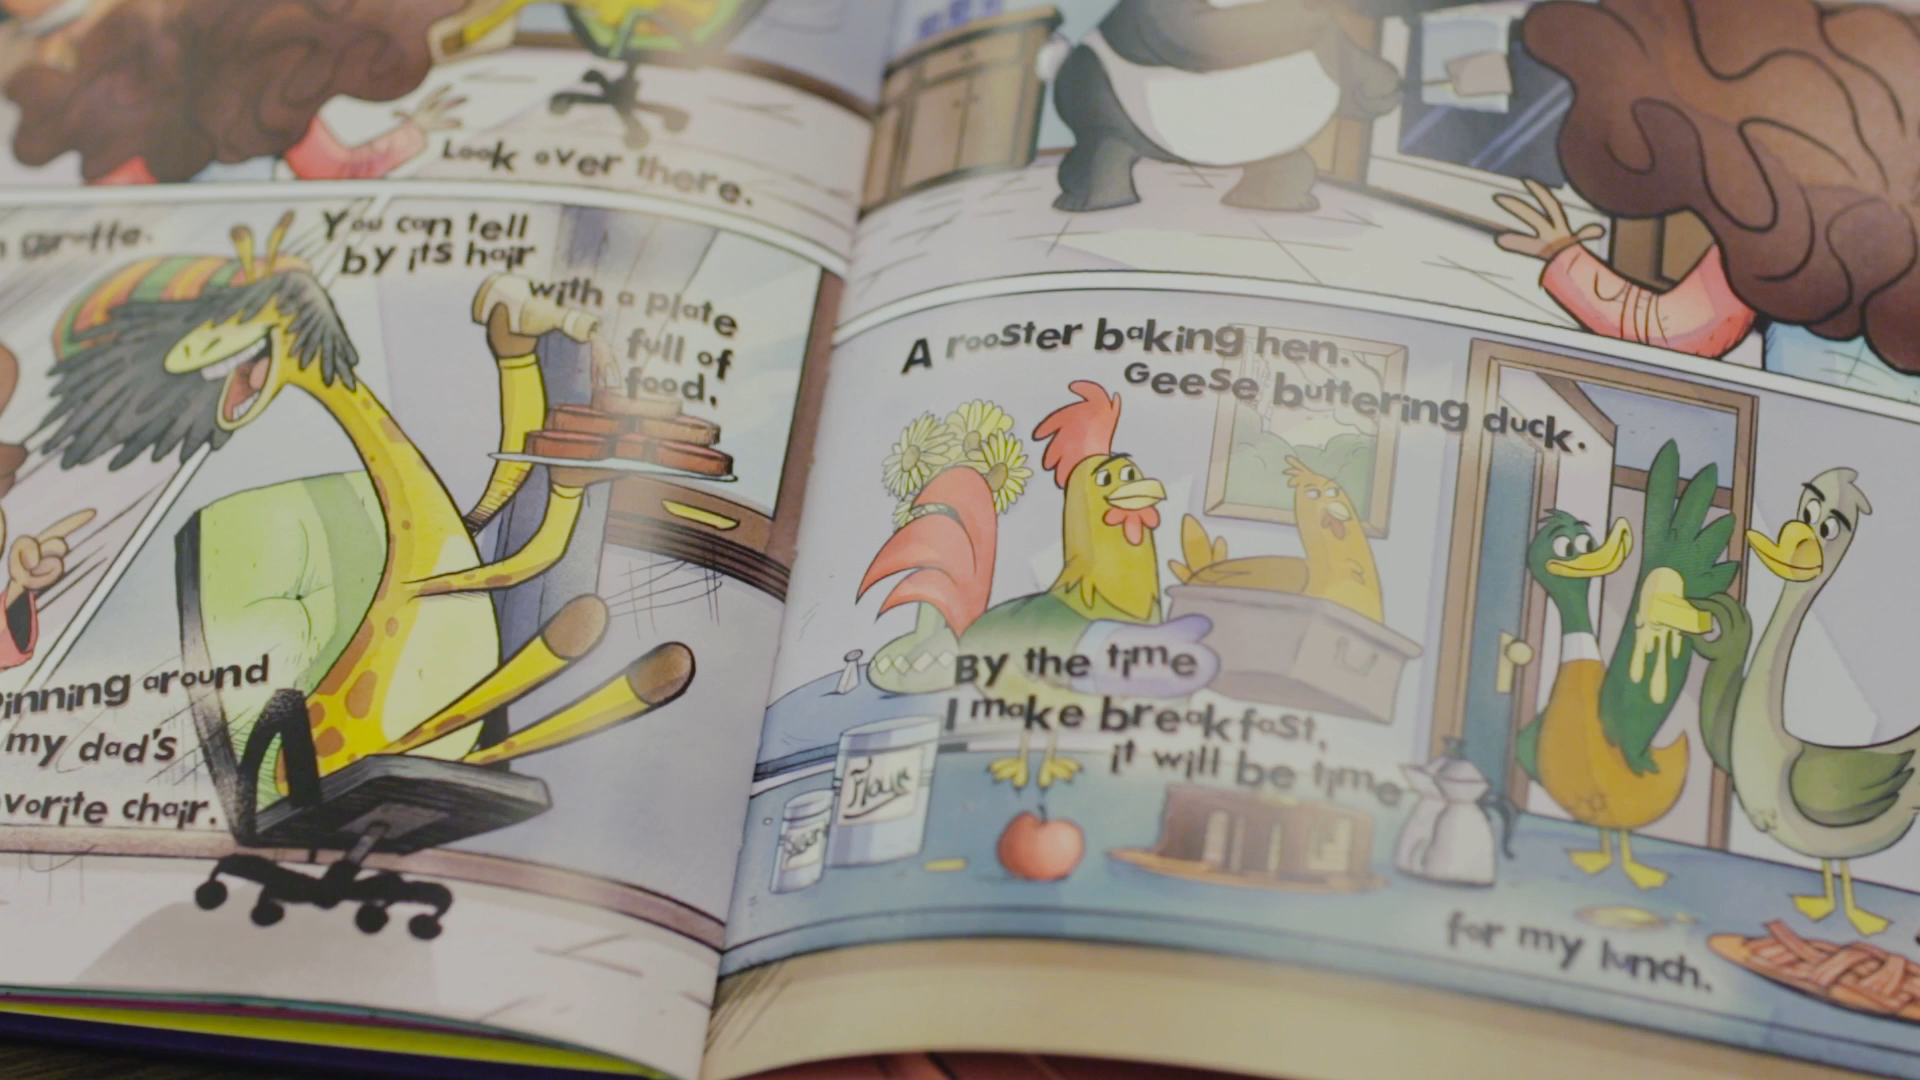 Look over there.
giraffe.
You can tell
by its hair
with a plate
full of
food,
around
my dad's
chair.
A rooster baking hen.
Geese buttering duck.
By the time
I make breakfast,
it will be time
for my lunch.
Flour